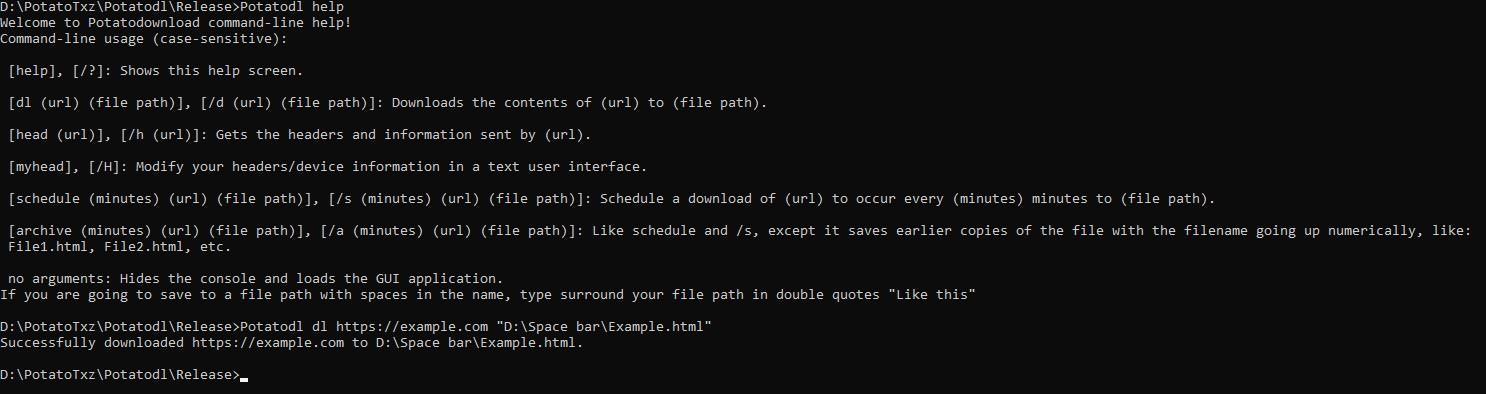 D:\PotatoTxz\Potatodl\Release>Potatodl help
Welcome to Potatodownload command-line help!
Command-line usage (case-sensitive):
[help], [/?]: Shows this help screen.
[dl (url) (file path)], [/d (url) (file path)]: Downloads the contents of (url) to (file path).
[head (url)], [/h (url)]: Gets the headers and information sent by (url).
[myhead], [/H]: Modify your headers/device information in a text user interface.
[schedule (minutes) (url) (file path)], [/s (minutes) (url) (file path)]: Schedule a download of (url) to occur every (minutes) minutes to (file path).
[archive (minutes) (url) (file path)], [/a (minutes) (url) (file path)]: Like schedule and /s, except it saves earlier copies of the file with the filename going up numerically, like:
File1.html, File2.html, etc.
no arguments: Hides the console and loads the GUI application.
If you are going to save to a file path with spaces in the name, type surround your file path in double quotes "Like this"
D:\PotatoTxz\Potatodl\Release>Potatodl dl https://example.com "D:\Space bar\Example.html"
Successfully downloaded https://example.com to D:\Space bar\Example.html.
D:\PotatoTxz\Potatodl\Release>